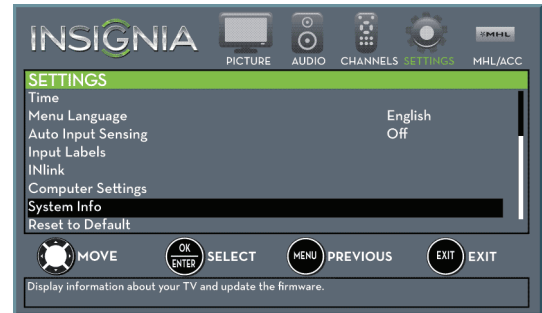 INSIGNIA
PICTURE AUDIO CHANNELS SETTINGS MHL/ACC
MHL
SETTINGS
Time
Menu Language English
Auto Input Sensing Off
Input Labels
INlink
Computer Settings
System Info
Reset to Default
MOVE OK ENTER SELECT MENU PREVIOUS EXIT EXIT
Display information about your TV and update the firmware.